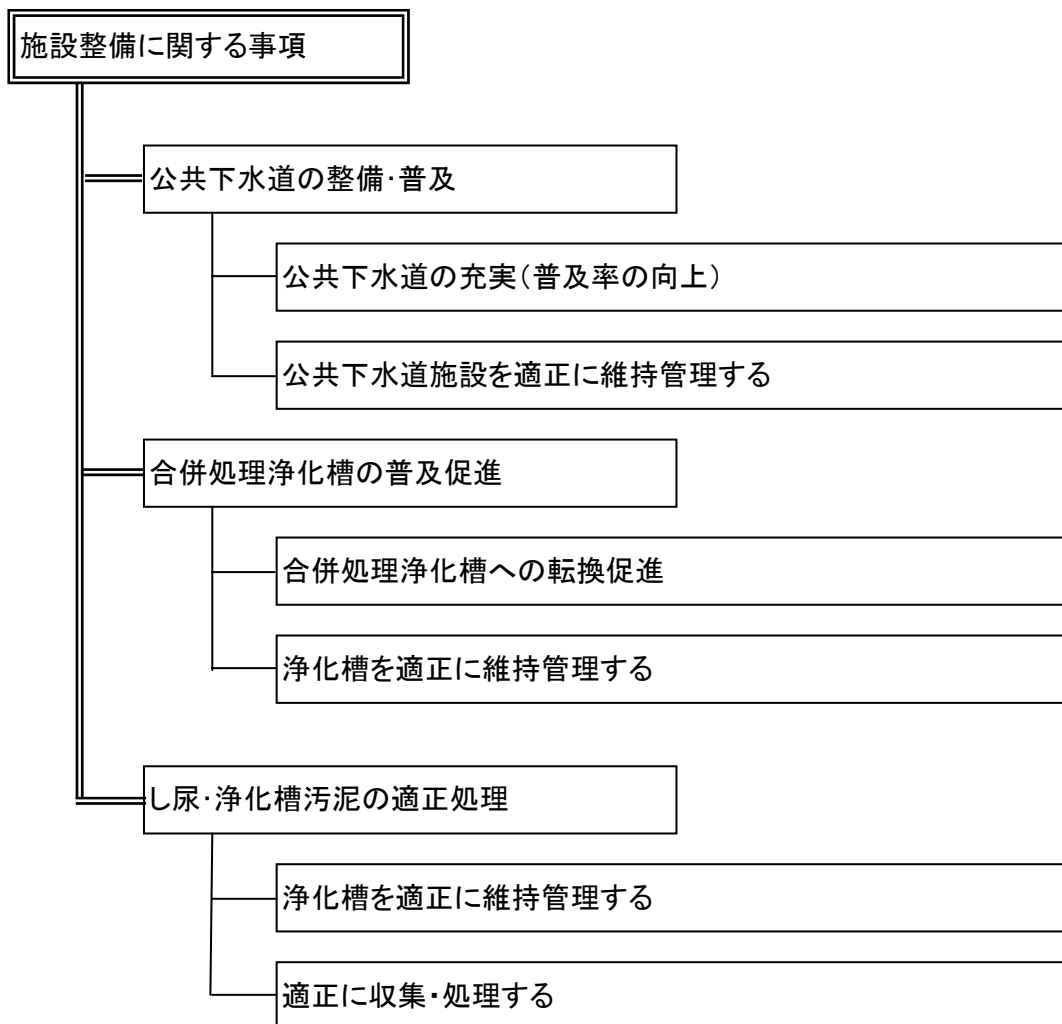 施設整備に関する事項
公共下水道の整備・普及
公共下水道の充実（普及率の向上）
公共下水道施設を適正に維持管理する
合併処理浄化槽の普及促進
合併処理浄化槽への転換促進
浄化槽を適正に維持管理する
し尿・浄化槽汚泥の適正処理
浄化槽を適正に維持管理する
適正に収集・処理する